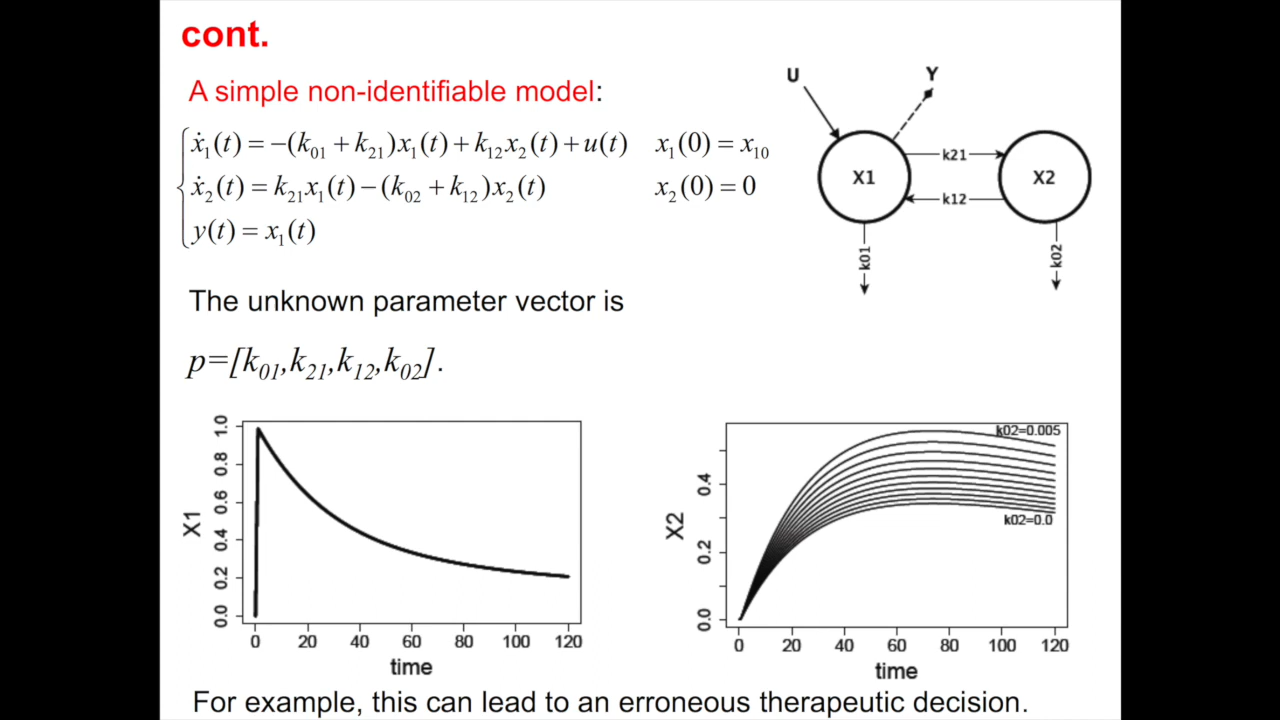 cont.
A simple non-identifiable model:
ẋ₁(t) = −(k₀₁ + k₂₁)x₁(t) + k₁₂x₂(t) + u(t) x₁(0) = x₁₀
ẋ₂(t) = k₂₁x₁(t) − (k₀₂ + k₁₂)x₂(t) x₂(0) = 0
y(t) = x₁(t)
U
Y
X1
k21
k12
X2
k01
k02
The unknown parameter vector is
p=[k₀₁,k₂₁,k₁₂,k₀₂].
X1
1.0
0.8
0.6
0.4
0.2
0.0
0 20 40 60 80 100 120
time
X2
0.4
0.2
0.0
k02=0.005
k02=0.0
0 20 40 60 80 100 120
time
For example, this can lead to an erroneous therapeutic decision.